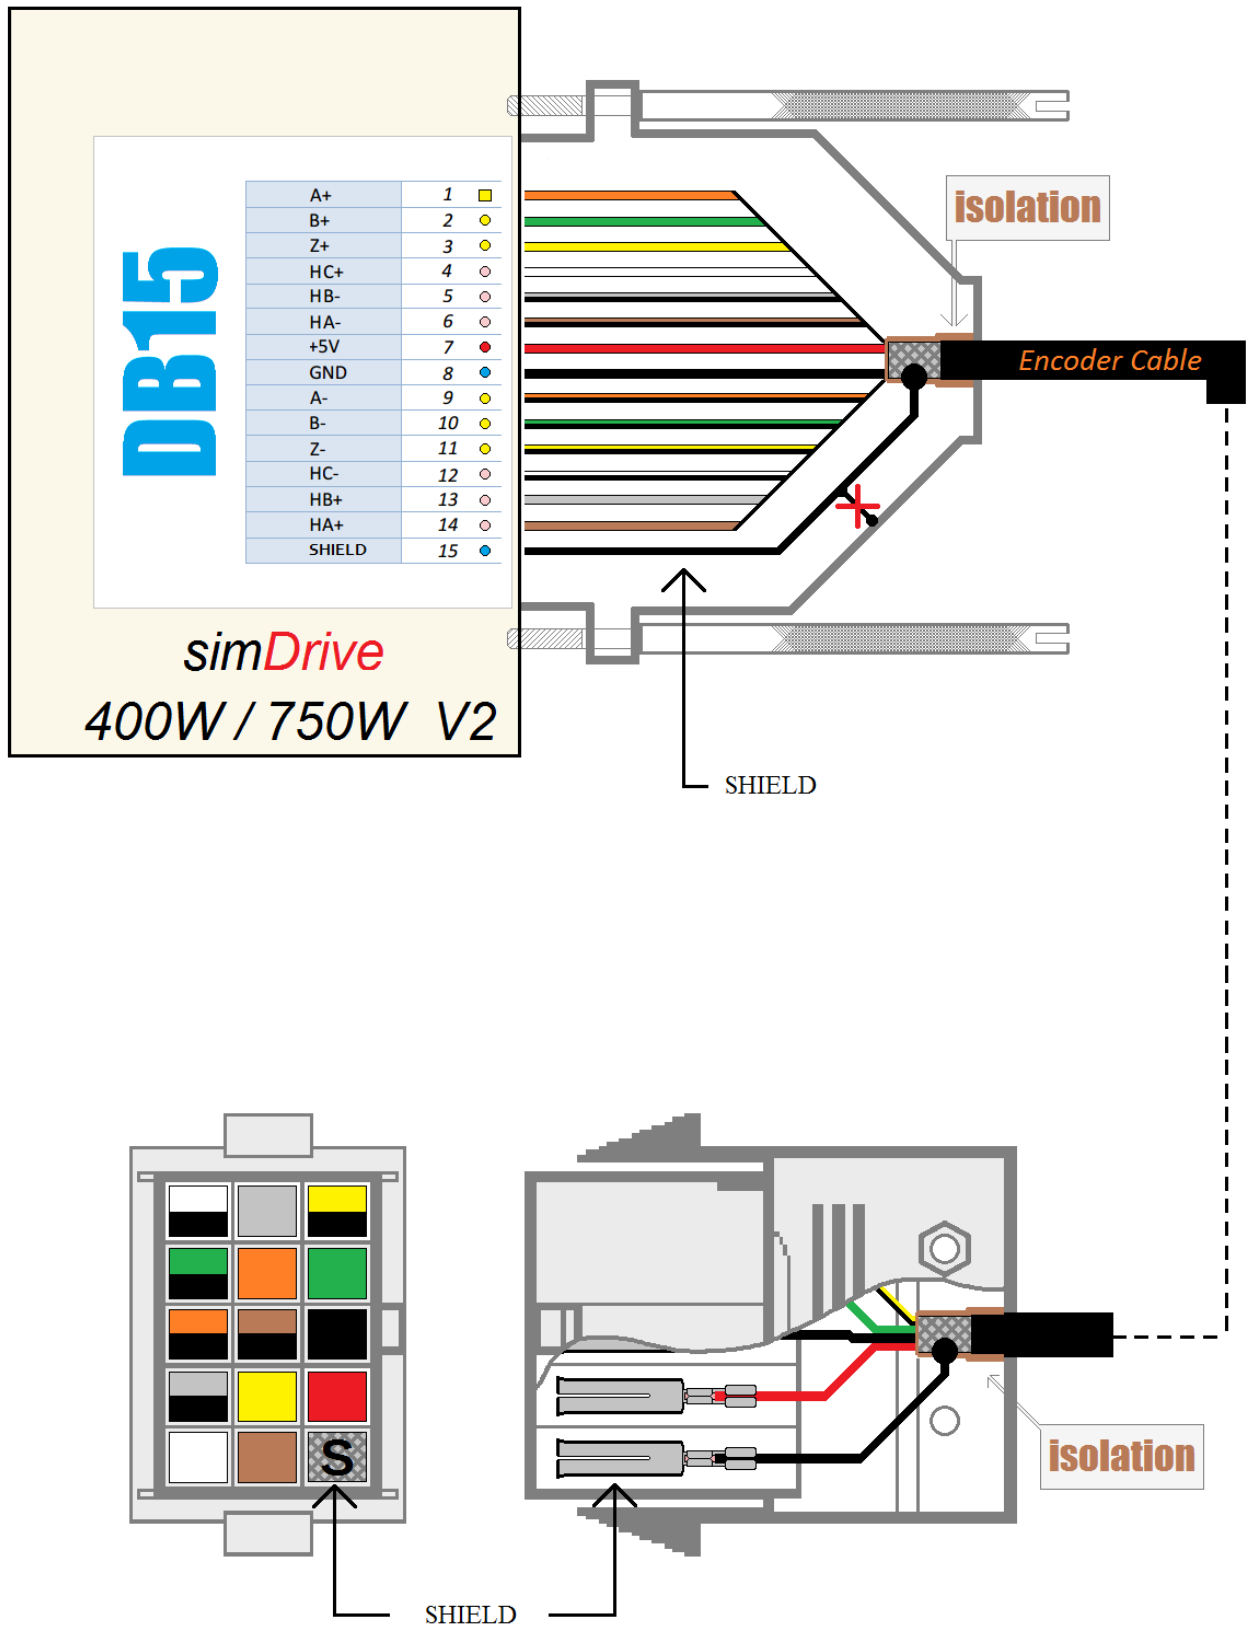 DB15
A+ 1
B+ 2
Z+ 3
HC+ 4
HB- 5
HA- 6
+5V 7
GND 8
A- 9
B- 10
Z- 11
HC- 12
HB+ 13
HA+ 14
SHIELD 15
simDrive
400W / 750W V2
isolation
Encoder Cable
SHIELD
S
isolation
SHIELD